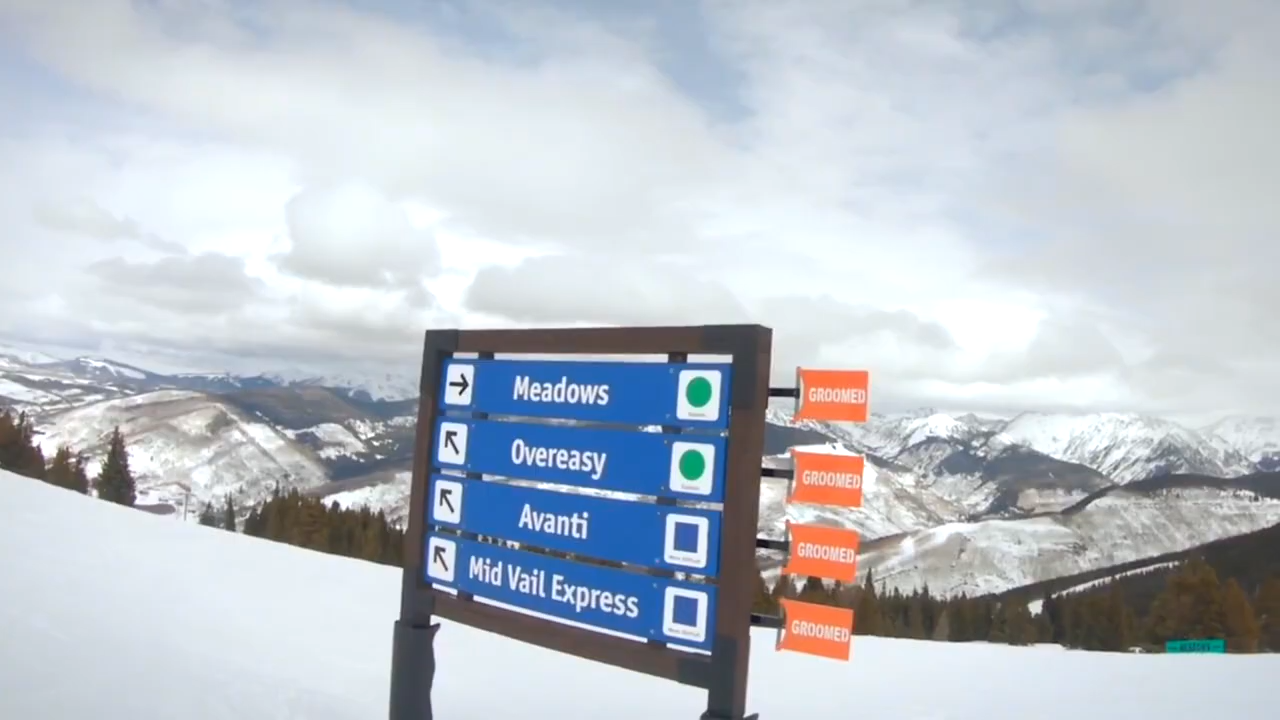 Meadows
GROOMED
Overeasy
GROOMED
Avanti
GROOMED
Mid Vail Express
GROOMED